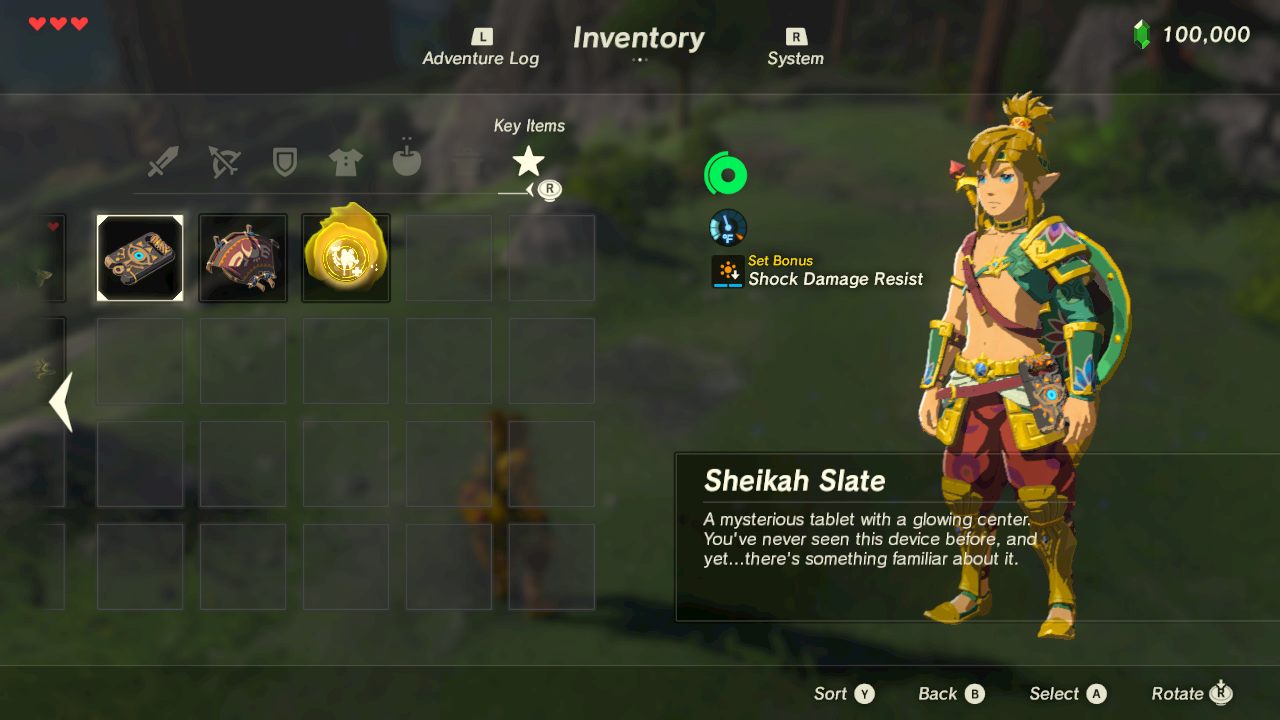 L
Adventure Log
Inventory
R
System
100,000
Key Items
R
°F
Set Bonus
Shock Damage Resist
Sheikah Slate
A mysterious tablet with a glowing center.
You've never seen this device before, and
yet...there's something familiar about it.
Sort Y
Back B
Select A
Rotate R